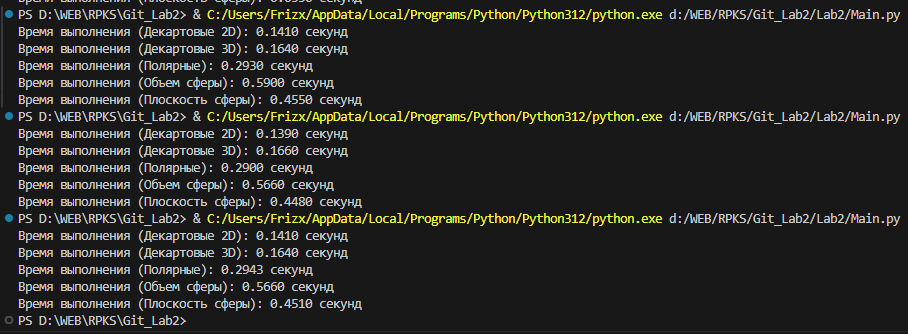 PS D:\WEB\RPKS\Git_Lab2> & C:/Users/Frizx/AppData/Local/Programs/Python/Python312/python.exe d:/WEB/RPKS/Git_Lab2/Lab2/Main.py
Время выполнения (Декартовые 2D): 0.1410 секунд
Время выполнения (Декартовые 3D): 0.1640 секунд
Время выполнения (Полярные): 0.2930 секунд
Время выполнения (Объем сферы): 0.5900 секунд
Время выполнения (Плоскость сферы): 0.4550 секунд
PS D:\WEB\RPKS\Git_Lab2> & C:/Users/Frizx/AppData/Local/Programs/Python/Python312/python.exe d:/WEB/RPKS/Git_Lab2/Lab2/Main.py
Время выполнения (Декартовые 2D): 0.1390 секунд
Время выполнения (Декартовые 3D): 0.1660 секунд
Время выполнения (Полярные): 0.2900 секунд
Время выполнения (Объем сферы): 0.5660 секунд
Время выполнения (Плоскость сферы): 0.4480 секунд
PS D:\WEB\RPKS\Git_Lab2> & C:/Users/Frizx/AppData/Local/Programs/Python/Python312/python.exe d:/WEB/RPKS/Git_Lab2/Lab2/Main.py
Время выполнения (Декартовые 2D): 0.1410 секунд
Время выполнения (Декартовые 3D): 0.1640 секунд
Время выполнения (Полярные): 0.2943 секунд
Время выполнения (Объем сферы): 0.5660 секунд
Время выполнения (Плоскость сферы): 0.4510 секунд
PS D:\WEB\RPKS\Git_Lab2>